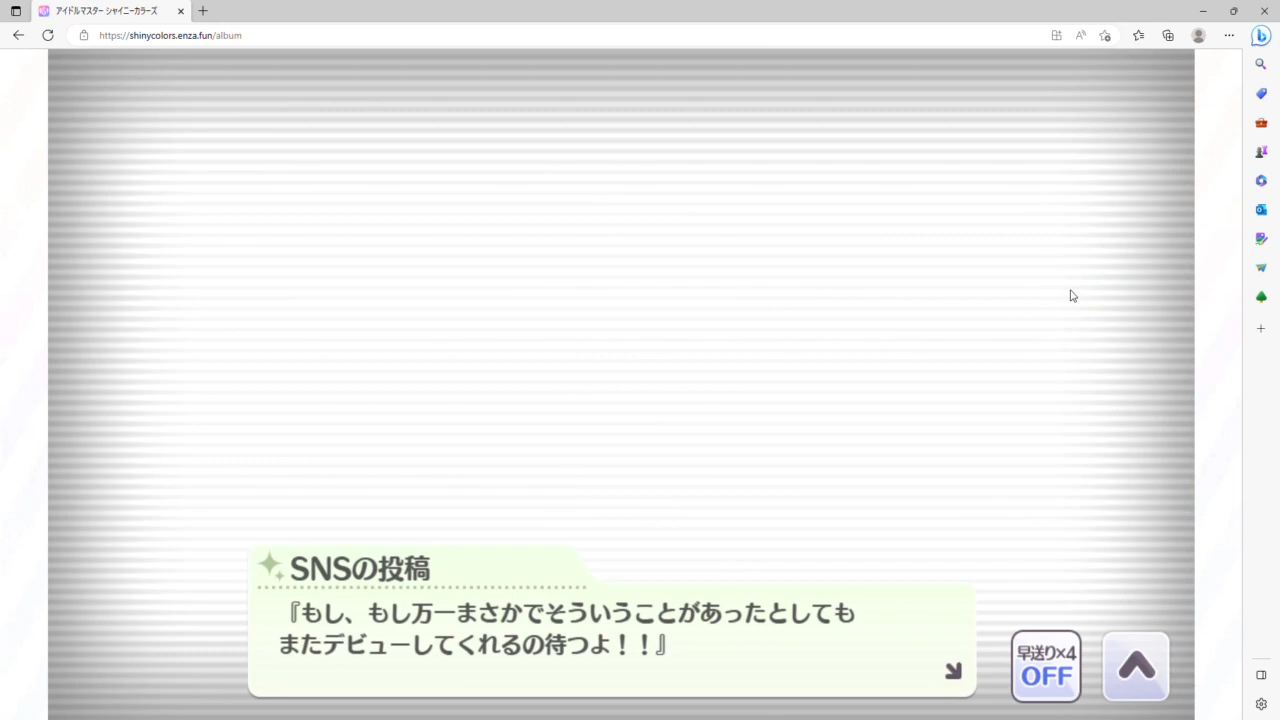 アイドルマスター シャイニーカラーズ
https://shinycolors.enza.fun/album
SNSの投稿
『もし、もし万一まさかでそういうことがあったとしても
またデビューしてくれるの待つよ！！』
早送り×4
OFF